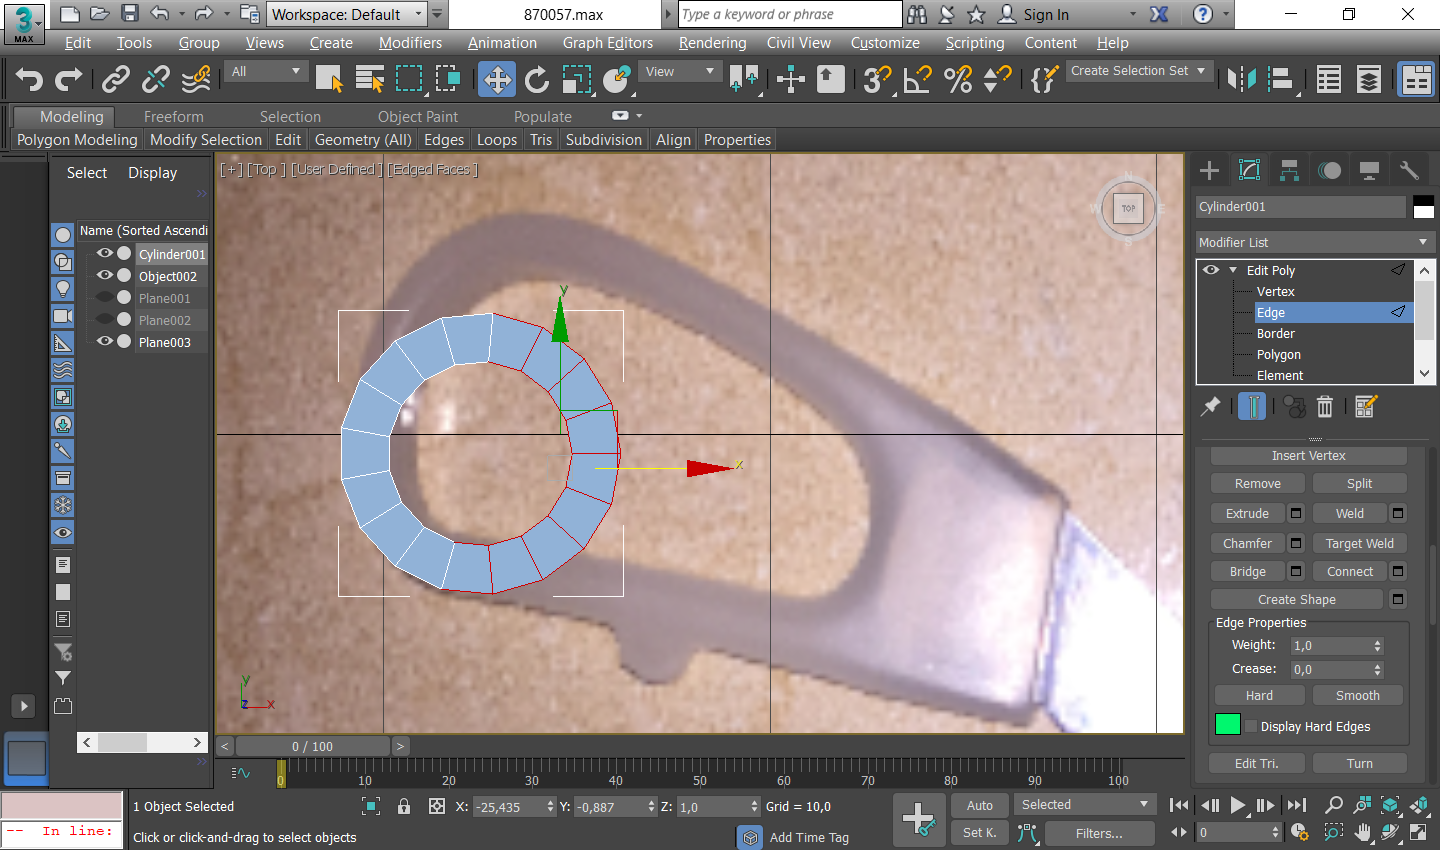 3
MAX
Workspace: Default
870057.max
Type a keyword or phrase
Sign In
Edit Tools Group Views Create Modifiers Animation Graph Editors Rendering Civil View Customize Scripting Content Help
All
View
3
Create Selection Set
Modeling Freeform Selection Object Paint Populate
Polygon Modeling Modify Selection Edit Geometry (All) Edges Loops Tris Subdivision Align Properties
Select Display
Name (Sorted Ascendi
Cylinder001
Object002
Plane001
Plane002
Plane003
[ + ] [Top ] [User Defined ] [Edged Faces ]
TOP
y
x
y
z x
Cylinder001
Modifier List
Edit Poly
Vertex
Edge
Border
Polygon
Element
Insert Vertex
Remove Split
Extrude Weld
Chamfer Target Weld
Bridge Connect
Create Shape
Edge Properties
Weight: 1,0
Crease: 0,0
Hard Smooth
Display Hard Edges
Edit Tri. Turn
< 0 / 100 >
0 10 20 30 40 50 60 70 80 90 100
-- In line:
1 Object Selected
X: -25,435 Y: -0,887 Z: 1,0 Grid = 10,0
Click or click-and-drag to select objects
Add Time Tag
Auto Selected
Set K. Filters...
0